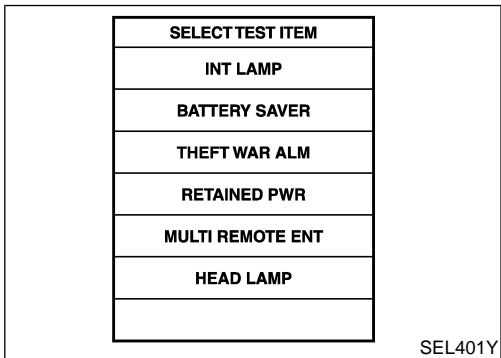 SELECT TEST ITEM
INT LAMP
BATTERY SAVER
THEFT WAR ALM
RETAINED PWR
MULTI REMOTE ENT
HEAD LAMP
SEL401Y